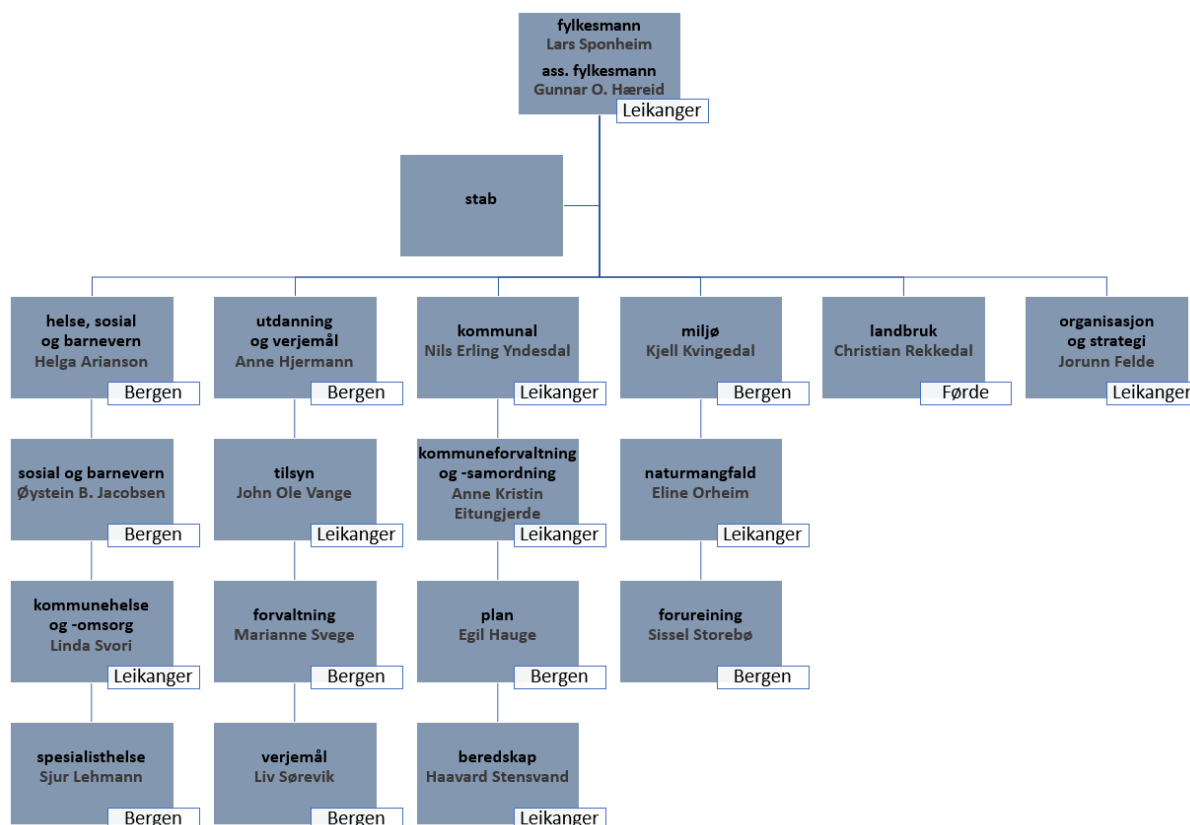 fylkesmann
Lars Sponheim
ass. fylkesmann
Gunnar O. Hæreid
Leikanger
stab
helse, sosial
og barnevern
Helga Arianson
Bergen
utdanning
og verjemål
Anne Hjermann
Bergen
kommunal
Nils Erling Yndesdal
Leikanger
miljø
Kjell Kvingedal
Bergen
landbruk
Christian Rekkedal
Førde
organisasjon
og strategi
Jorunn Felde
Leikanger
sosial og barnevern
Øystein B. Jacobsen
Bergen
tilsyn
John Ole Vange
Leikanger
kommuneforvaltning
og -samordning
Anne Kristin
Eitungjerde
Leikanger
naturmangfald
Eline Orheim
Leikanger
kommunehelse
og -omsorg
Linda Svori
Leikanger
forvaltning
Marianne Svege
Bergen
plan
Egil Hauge
Bergen
forureining
Sissel Storebø
Bergen
spesialisthelse
Sjur Lehmann
Bergen
verjemål
Liv Sørevik
Bergen
beredskap
Haavard Stensvand
Leikanger